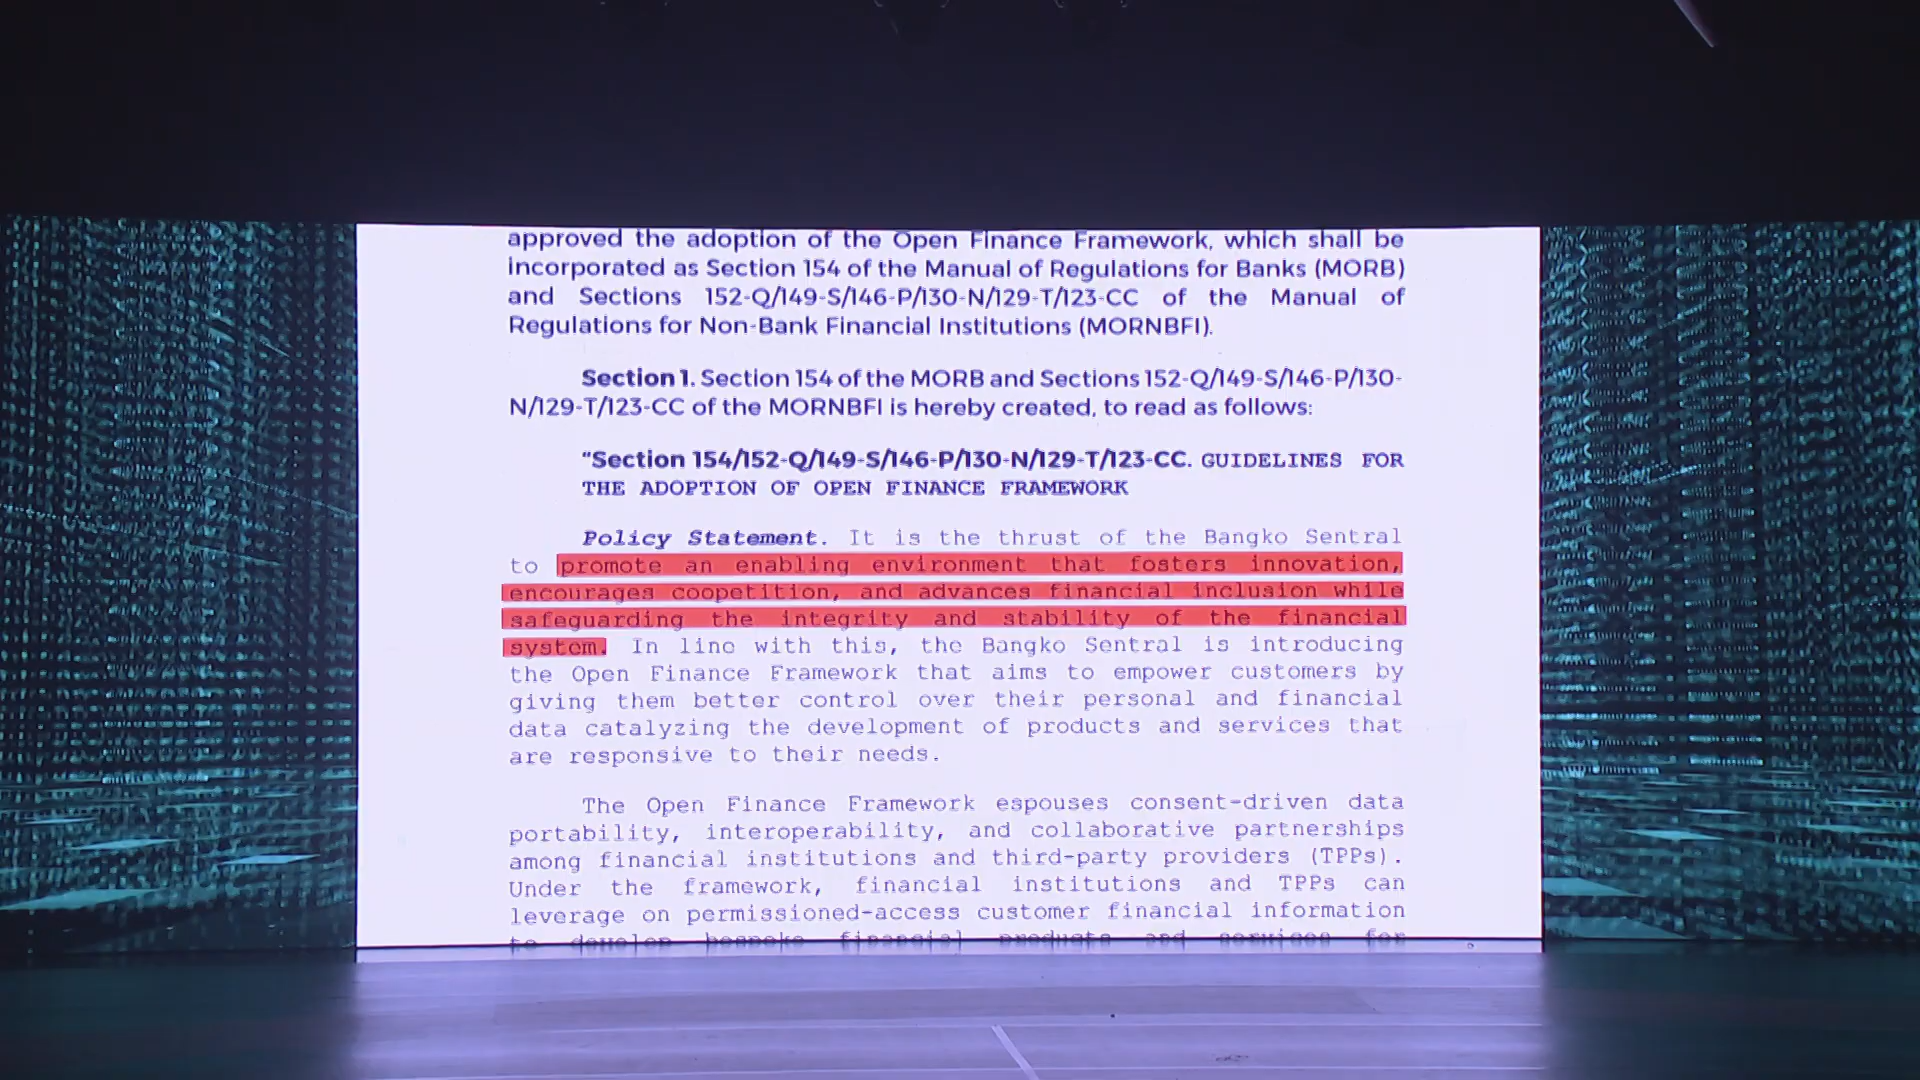 approved the adoption of the Open Finance Framework, which shall be
incorporated as Section 154 of the Manual of Regulations for Banks (MORB)
and Sections 152-Q/149-S/146-P/130-N/129-T/123-CC of the Manual of
Regulations for Non-Bank Financial Institutions (MORNBFI).
Section 1. Section 154 of the MORB and Sections 152-Q/149-S/146-P/130-
N/129-T/123-CC of the MORNBFI is hereby created, to read as follows:
"Section 154/152-Q/149-S/146-P/130-N/129-T/123-CC. GUIDELINES FOR
THE ADOPTION OF OPEN FINANCE FRAMEWORK
Policy Statement. It is the thrust of the Bangko Sentral
to promote an enabling environment that fosters innovation,
encourages coopetition, and advances financial inclusion while
safeguarding the integrity and stability of the financial
system. In line with this, the Bangko Sentral is introducing
the Open Finance Framework that aims to empower customers by
giving them better control over their personal and financial
data catalyzing the development of products and services that
are responsive to their needs.
The Open Finance Framework espouses consent-driven data
portability, interoperability, and collaborative partnerships
among financial institutions and third-party providers (TPPs).
Under the framework, financial institutions and TPPs can
leverage on permissioned-access customer financial information
to develop bespoke financial products and services for